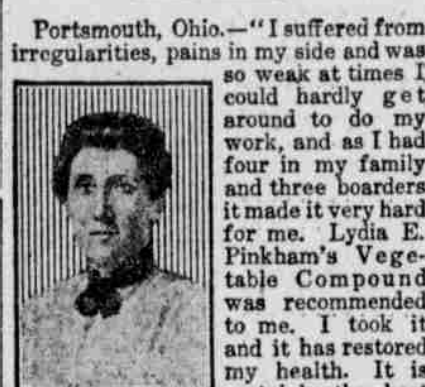 Portsmouth, Ohio.—"I suffered from
irregularities, pains in my side and was
so weak at times I
could hardly get
around to do my
work, and as I had
four in my family
and three boarders
it made it very hard
for me. Lydia E.
Pinkham's Vege-
table Compound
was recommended
to me. I took it
and it has restored
my health. It is